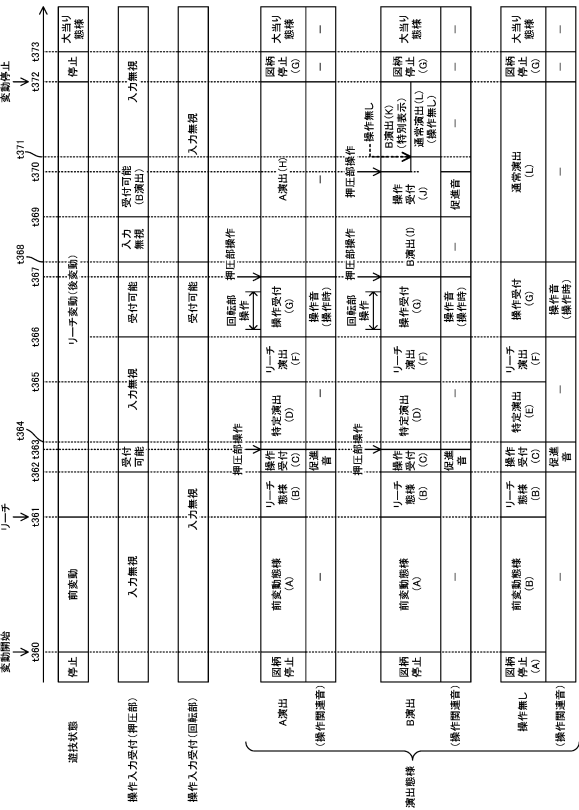 変動開始
リーチ
変動停止
t360
t361
t362
t363
t364
t365
t366
t367
t368
t369
t370
t371
t372
t373
遊技状態
停止
前変動
リーチ変動(後変動)
停止
大当り
態様
操作入力受付(押圧部)
入力無視
受付
可能
入力無視
受付可能
入力
無視
受付可能
(B演出)
入力無視
操作入力受付(回転部)
入力無視
受付可能
入力無視
押圧部操作
回転部
操作
押圧部操作
A演出
図柄
停止
前変動態様
(A)
リーチ
態様
(B)
操作
受付
(C)
特定演出
(D)
リーチ
演出
(F)
操作受付
(G)
A演出(H)
図柄
停止
(G)
大当り
態様
(操作関連音)
—
促進
音
—
操作音
(操作時)
—
—
—
押圧部操作
回転部
操作
押圧部操作
押圧部操作
操作無し
B演出
図柄
停止
前変動態様
(A)
リーチ
態様
(B)
操作
受付
(C)
特定演出
(D)
リーチ
演出
(F)
操作受付
(G)
B演出(I)
操作
受付
(J)
B演出(K)
(特別表示)
通常演出(L)
(操作無し)
図柄
停止
(G)
大当り
態様
(操作関連音)
—
促進
音
—
操作音
(操作時)
—
促進音
—
—
—
操作無し
図柄
停止
(A)
前変動態様
(B)
リーチ
態様
(B)
操作
受付
(C)
特定演出
(E)
リーチ
演出
(F)
操作受付
(G)
通常演出
(L)
図柄
停止
(G)
大当り
態様
(操作関連音)
—
促進
音
—
操作音
(操作時)
—
—
—
演出態様